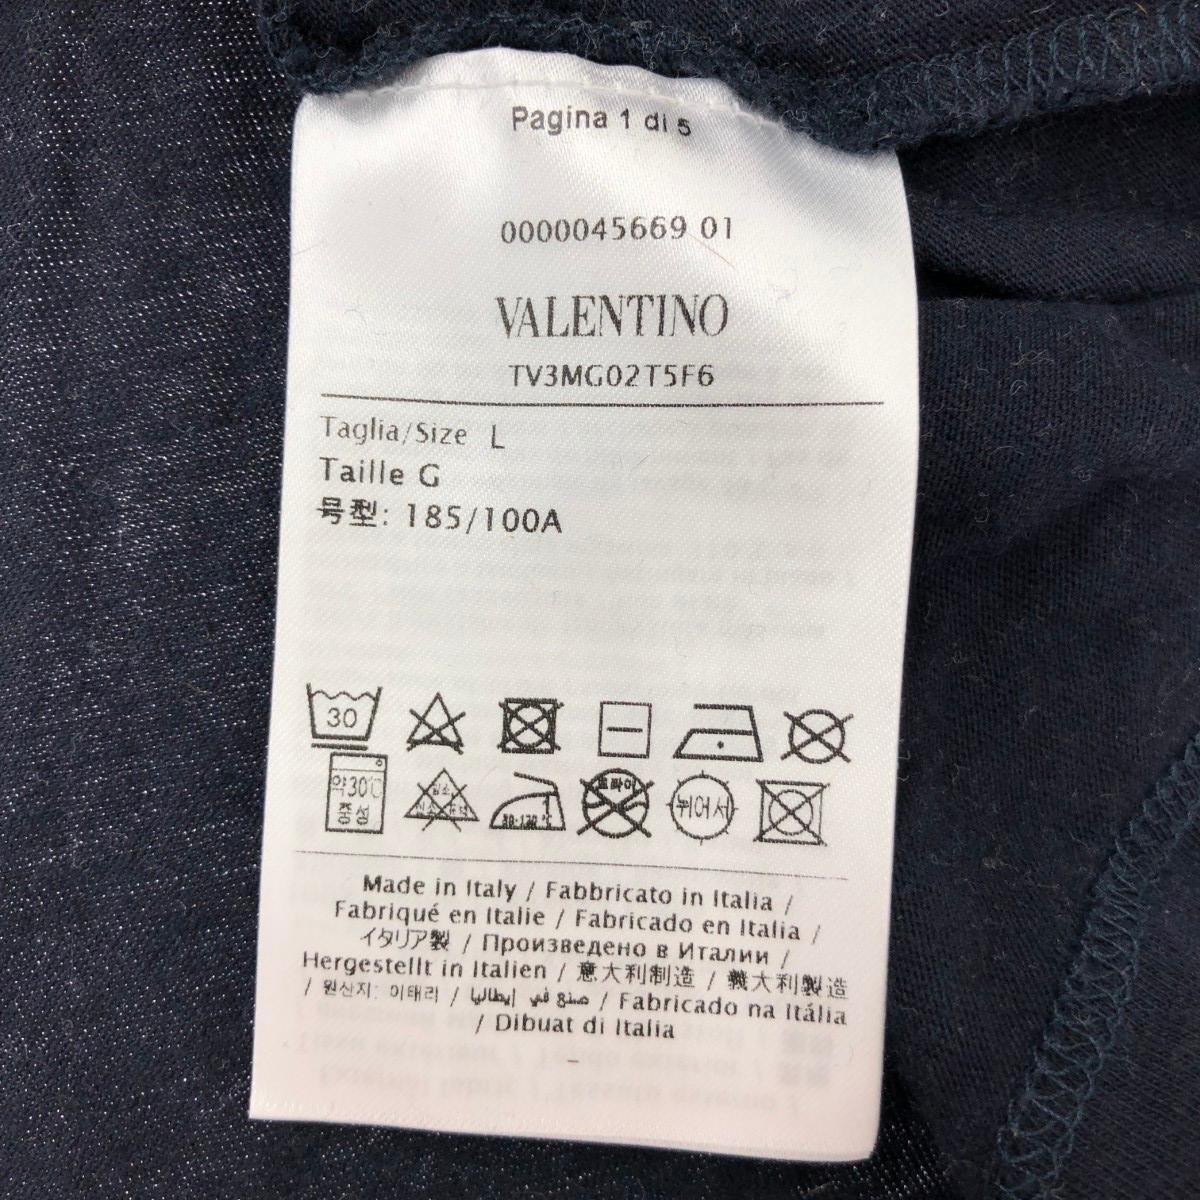 Pagina 1 di 5
0000045669 01
VALENTINO
TV3MG02T5F6
Taglia/Size L
Taille G
号型: 185/100A
30
약30℃
중성
드라이
뉘어서
Made in Italy / Fabbricato in Italia /
Fabriqué en Italie / Fabricado en Italia /
イタリア製 / Произведено в Италии /
Hergestellt in Italien / 意大利制造 / 義大利製造
/ 원산지: 이태리 / صنع في إيطاليا / Fabricado na Itália
/ Dibuat di Italia